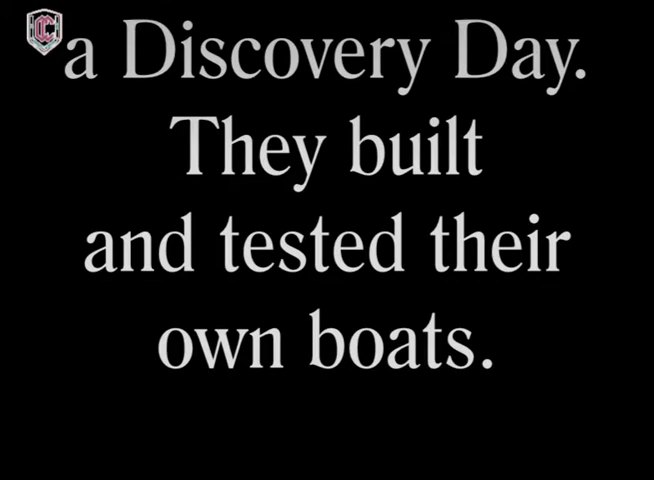 a Discovery Day.
They built
and tested their
own boats.